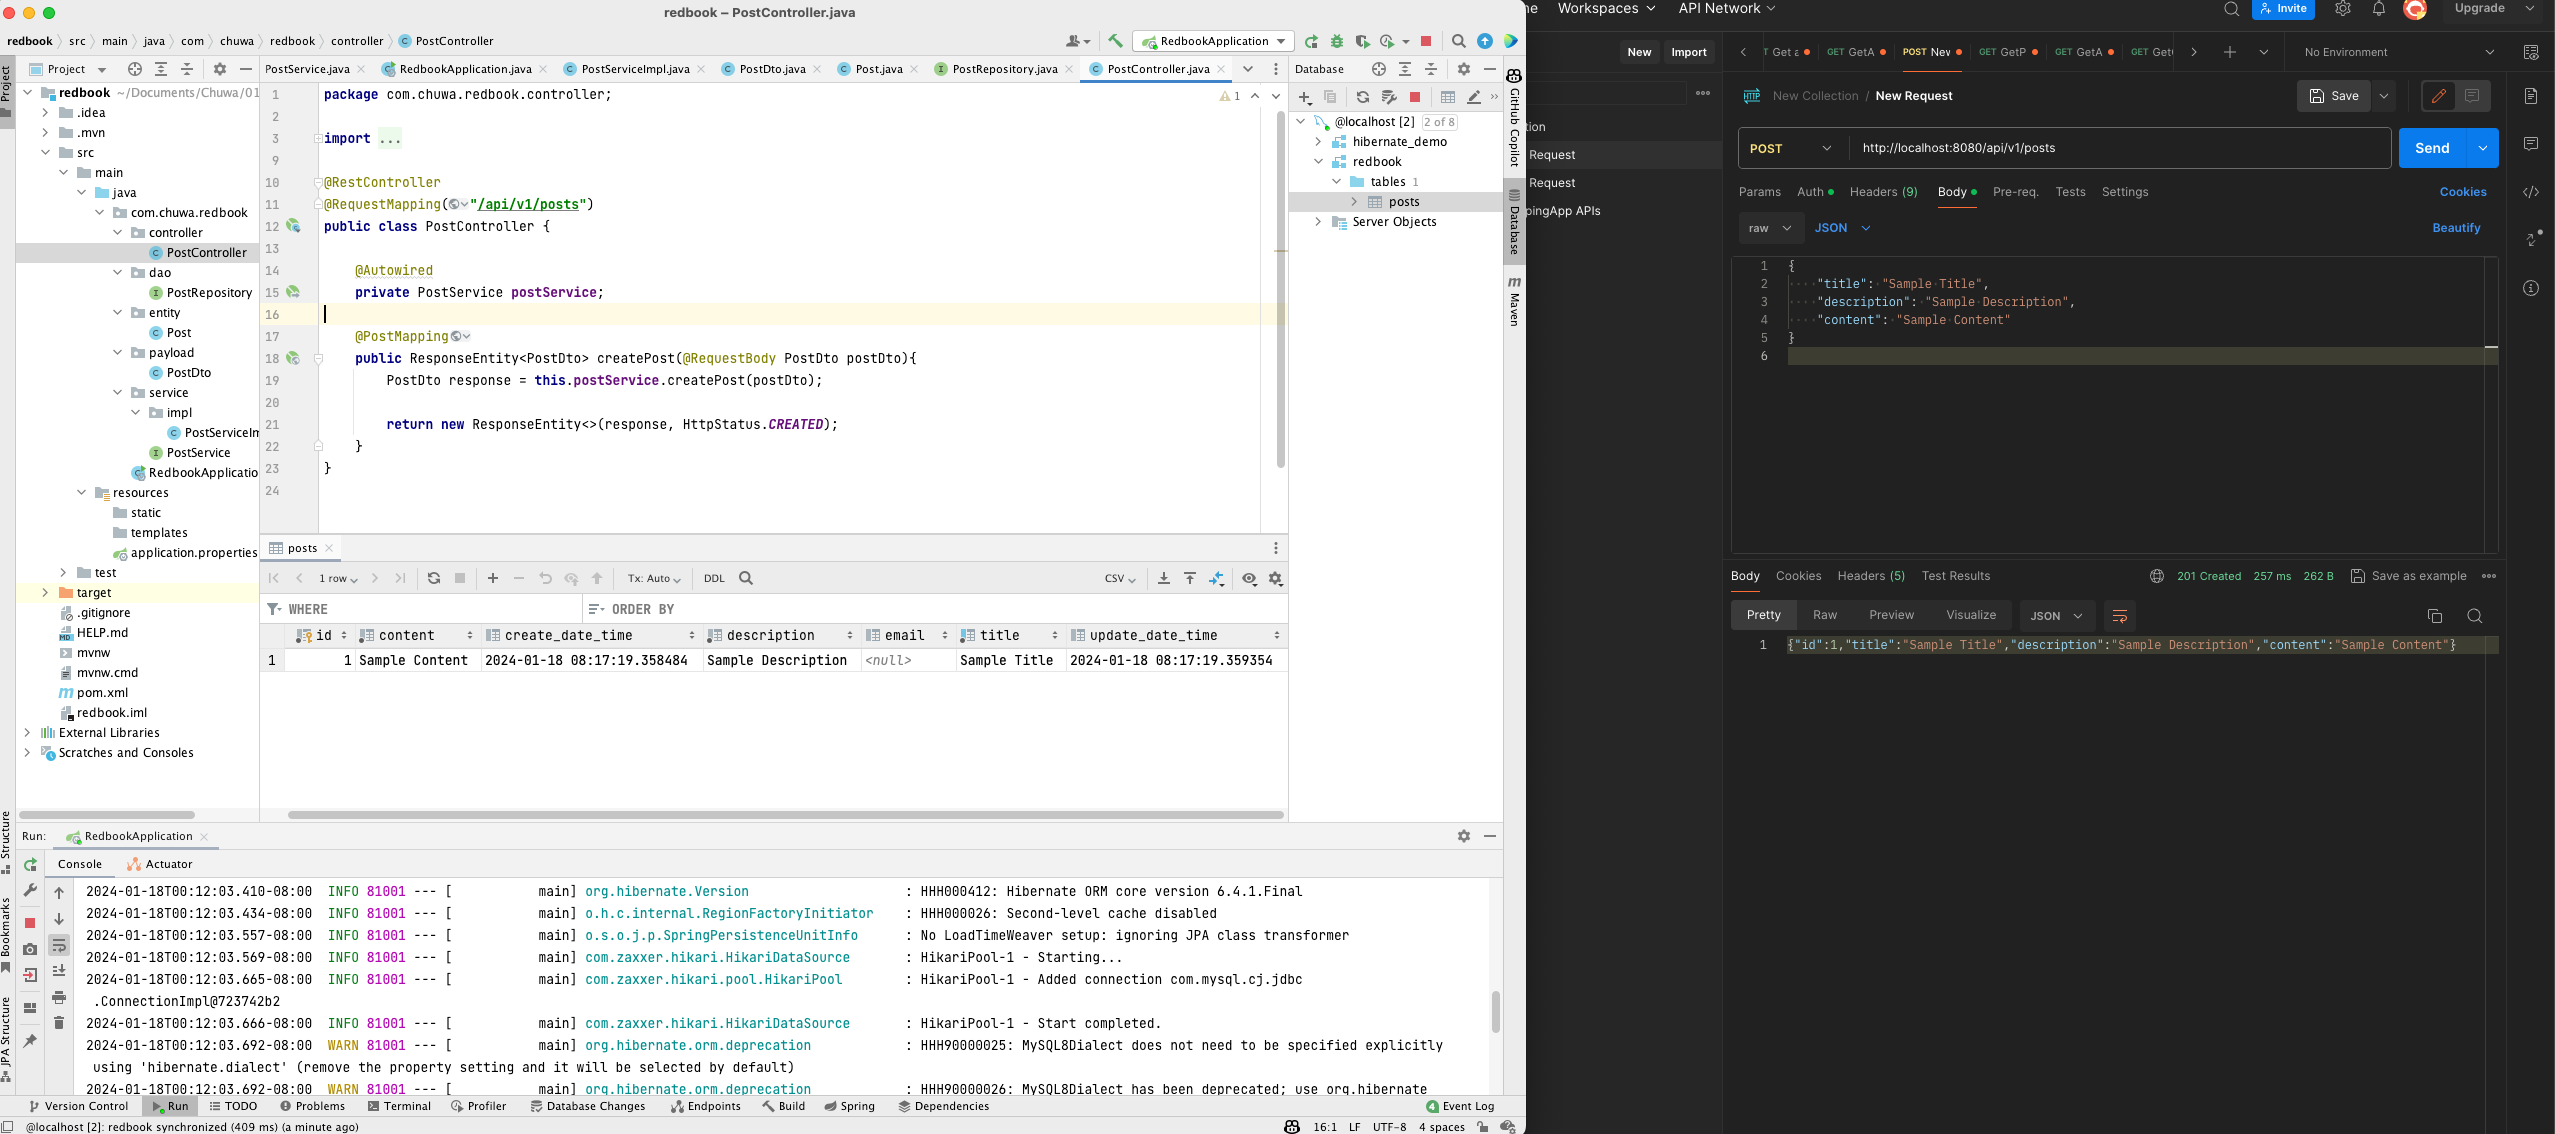 redbook – PostController.java
redbook
src
main
java
com
chuwa
redbook
controller
PostController
RedbookApplication
Project
PostService.java
RedbookApplication.java
PostServiceImpl.java
PostDto.java
Post.java
PostRepository.java
PostController.java
Database
Project
redbook ~/Documents/Chuwa/01
.idea
.mvn
src
main
java
com.chuwa.redbook
controller
PostController
dao
PostRepository
entity
Post
payload
PostDto
service
impl
PostServiceIm
PostService
RedbookApplicatio
resources
static
templates
application.properties
test
target
.gitignore
HELP.md
mvnw
mvnw.cmd
pom.xml
redbook.iml
External Libraries
Scratches and Consoles
Structure
Bookmarks
JPA Structure
1 package com.chuwa.redbook.controller;
2
3 import ...
9
10 @RestController
11 @RequestMapping("/api/v1/posts")
12 public class PostController {
13
14 @Autowired
15 private PostService postService;
16
17 @PostMapping
18 public ResponseEntity<PostDto> createPost(@RequestBody PostDto postDto){
19 PostDto response = this.postService.createPost(postDto);
20
21 return new ResponseEntity<>(response, HttpStatus.CREATED);
22 }
23 }
24
1
@localhost [2] 2 of 8
hibernate_demo
redbook
tables 1
posts
Server Objects
GitHub Copilot
Database
Maven
posts
1 row
Tx: Auto
DDL
CSV
WHERE
ORDER BY
id content create_date_time description email title update_date_time
1 1 Sample Content 2024-01-18 08:17:19.358484 Sample Description <null> Sample Title 2024-01-18 08:17:19.359354
Run: RedbookApplication
Console
Actuator
2024-01-18T00:12:03.410-08:00 INFO 81001 --- [ main] org.hibernate.Version : HHH000412: Hibernate ORM core version 6.4.1.Final
2024-01-18T00:12:03.434-08:00 INFO 81001 --- [ main] o.h.c.internal.RegionFactoryInitiator : HHH000026: Second-level cache disabled
2024-01-18T00:12:03.557-08:00 INFO 81001 --- [ main] o.s.o.j.p.SpringPersistenceUnitInfo : No LoadTimeWeaver setup: ignoring JPA class transformer
2024-01-18T00:12:03.569-08:00 INFO 81001 --- [ main] com.zaxxer.hikari.HikariDataSource : HikariPool-1 - Starting...
2024-01-18T00:12:03.665-08:00 INFO 81001 --- [ main] com.zaxxer.hikari.pool.HikariPool : HikariPool-1 - Added connection com.mysql.cj.jdbc
.ConnectionImpl@723742b2
2024-01-18T00:12:03.666-08:00 INFO 81001 --- [ main] com.zaxxer.hikari.HikariDataSource : HikariPool-1 - Start completed.
2024-01-18T00:12:03.692-08:00 WARN 81001 --- [ main] org.hibernate.orm.deprecation : HHH90000025: MySQL8Dialect does not need to be specified explicitly
using 'hibernate.dialect' (remove the property setting and it will be selected by default)
2024-01-18T00:12:03.692-08:00 WARN 81001 --- [ main] org.hibernate.orm.deprecation : HHH90000026: MySQL8Dialect has been deprecated; use org.hibernate
Version Control
Run
TODO
Problems
Terminal
Profiler
Database Changes
Endpoints
Build
Spring
Dependencies
4 Event Log
@localhost [2]: redbook synchronized (409 ms) (a minute ago)
16:1 LF UTF-8 4 spaces
ne
Workspaces
API Network
Invite
Upgrade
New
Import
T Get a
GET GetA
POST Nev
GET GetP
GET GetA
GET Get
No Environment
tion
Request
Request
pingApp APIs
HTTP New Collection / New Request
Save
POST http://localhost:8080/api/v1/posts
Send
Params Auth Headers (9) Body Pre-req. Tests Settings Cookies
raw JSON Beautify
1 {
2 "title": "Sample Title",
3 "description": "Sample Description",
4 "content": "Sample Content"
5 }
6
Body Cookies Headers (5) Test Results 201 Created 257 ms 262 B Save as example
Pretty Raw Preview Visualize JSON
1 {"id":1,"title":"Sample Title","description":"Sample Description","content":"Sample Content"}